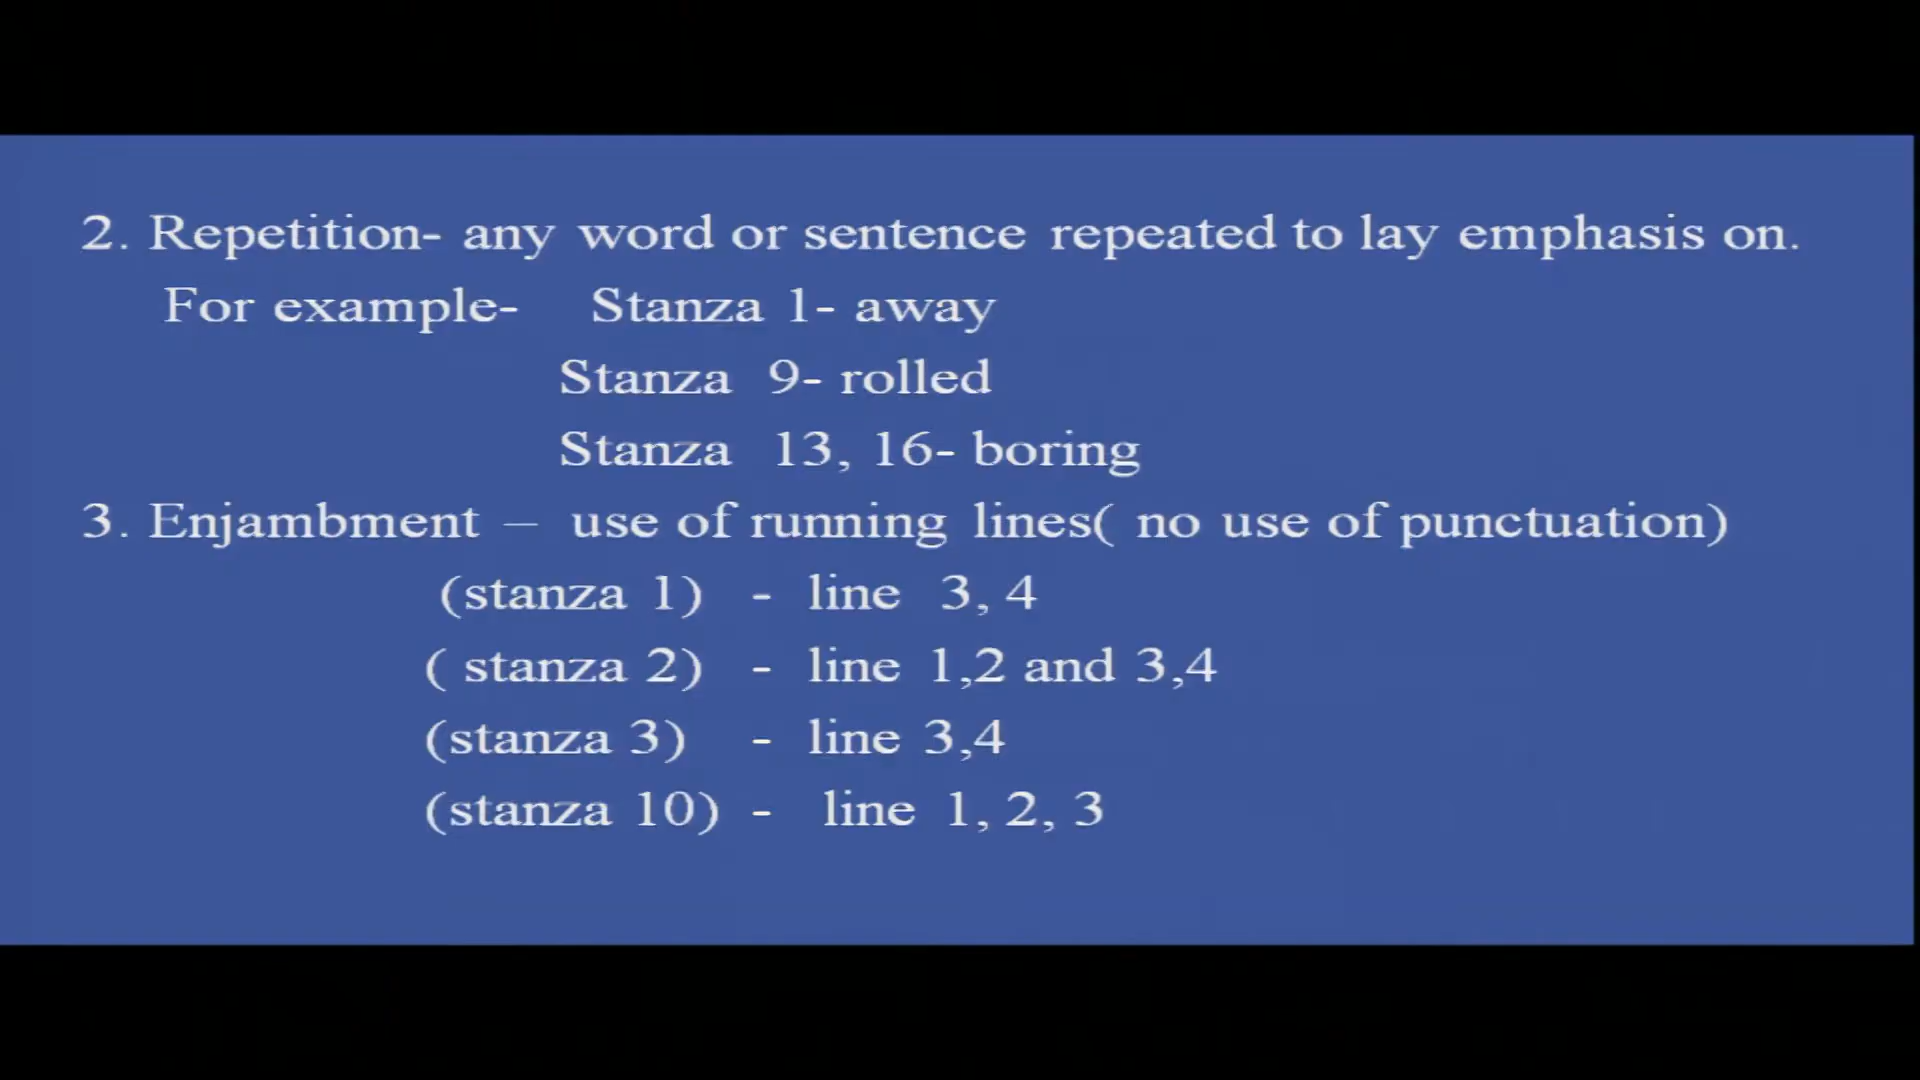 2. Repetition- any word or sentence repeated to lay emphasis on.
For example- Stanza 1- away
Stanza 9- rolled
Stanza 13, 16- boring
3. Enjambment – use of running lines( no use of punctuation)
(stanza 1) - line 3, 4
( stanza 2) - line 1,2 and 3,4
(stanza 3) - line 3,4
(stanza 10) - line 1, 2, 3